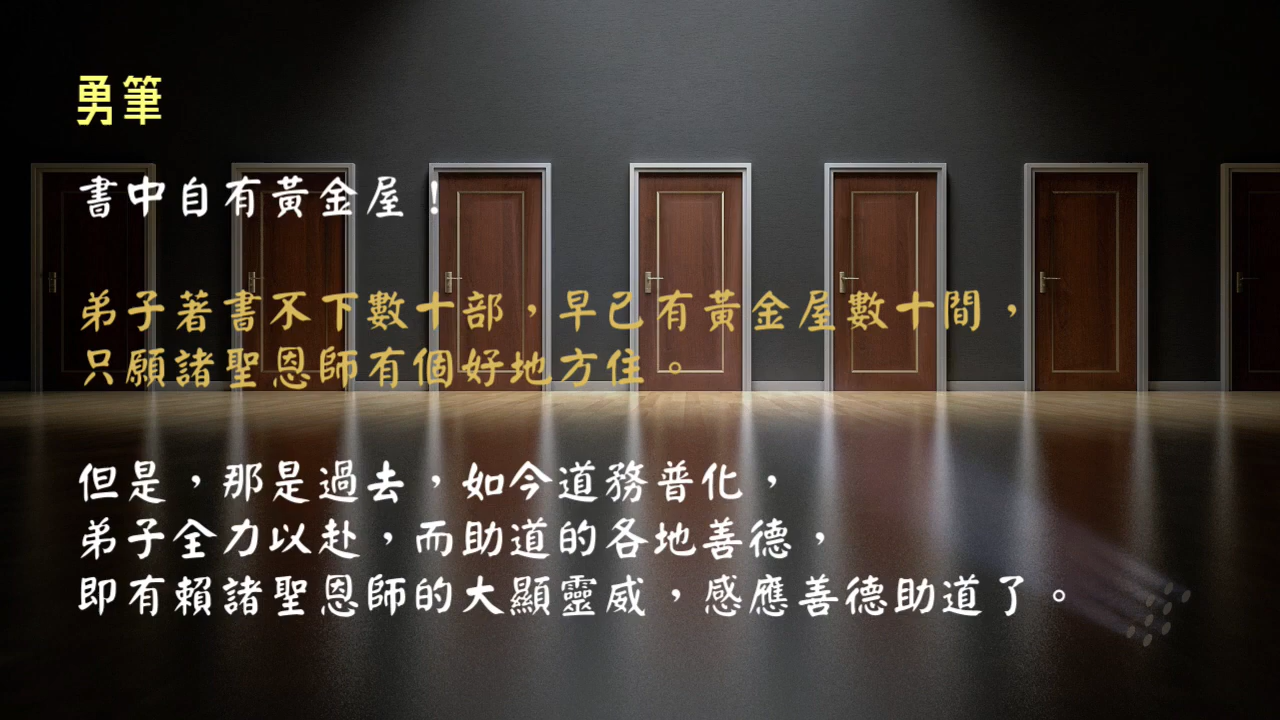 勇筆
書中自有黃金屋！
弟子著書不下數十部，早已有黃金屋數十間，
只願諸聖恩師有個好地方住。
但是，那是過去，如今道務普化，
弟子全力以赴，而助道的各地善德，
即有賴諸聖恩師的大顯靈威，感應善德助道了。